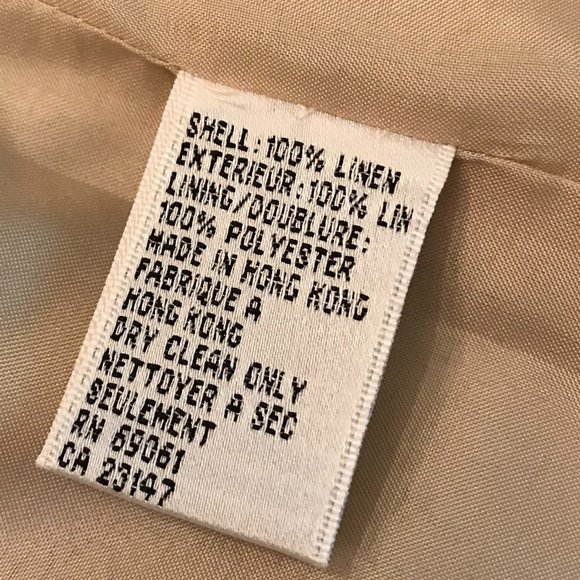 SHELL: 100% LINEN
EXTERIEUR: 100% LIN
LINING/DOUBLURE:
100% POLYESTER
MADE IN HONG KONG
FABRIQUE A
HONG KONG
DRY CLEAN ONLY
NETTOYER A SEC
SEULEMENT
RN 69061
CA 23147